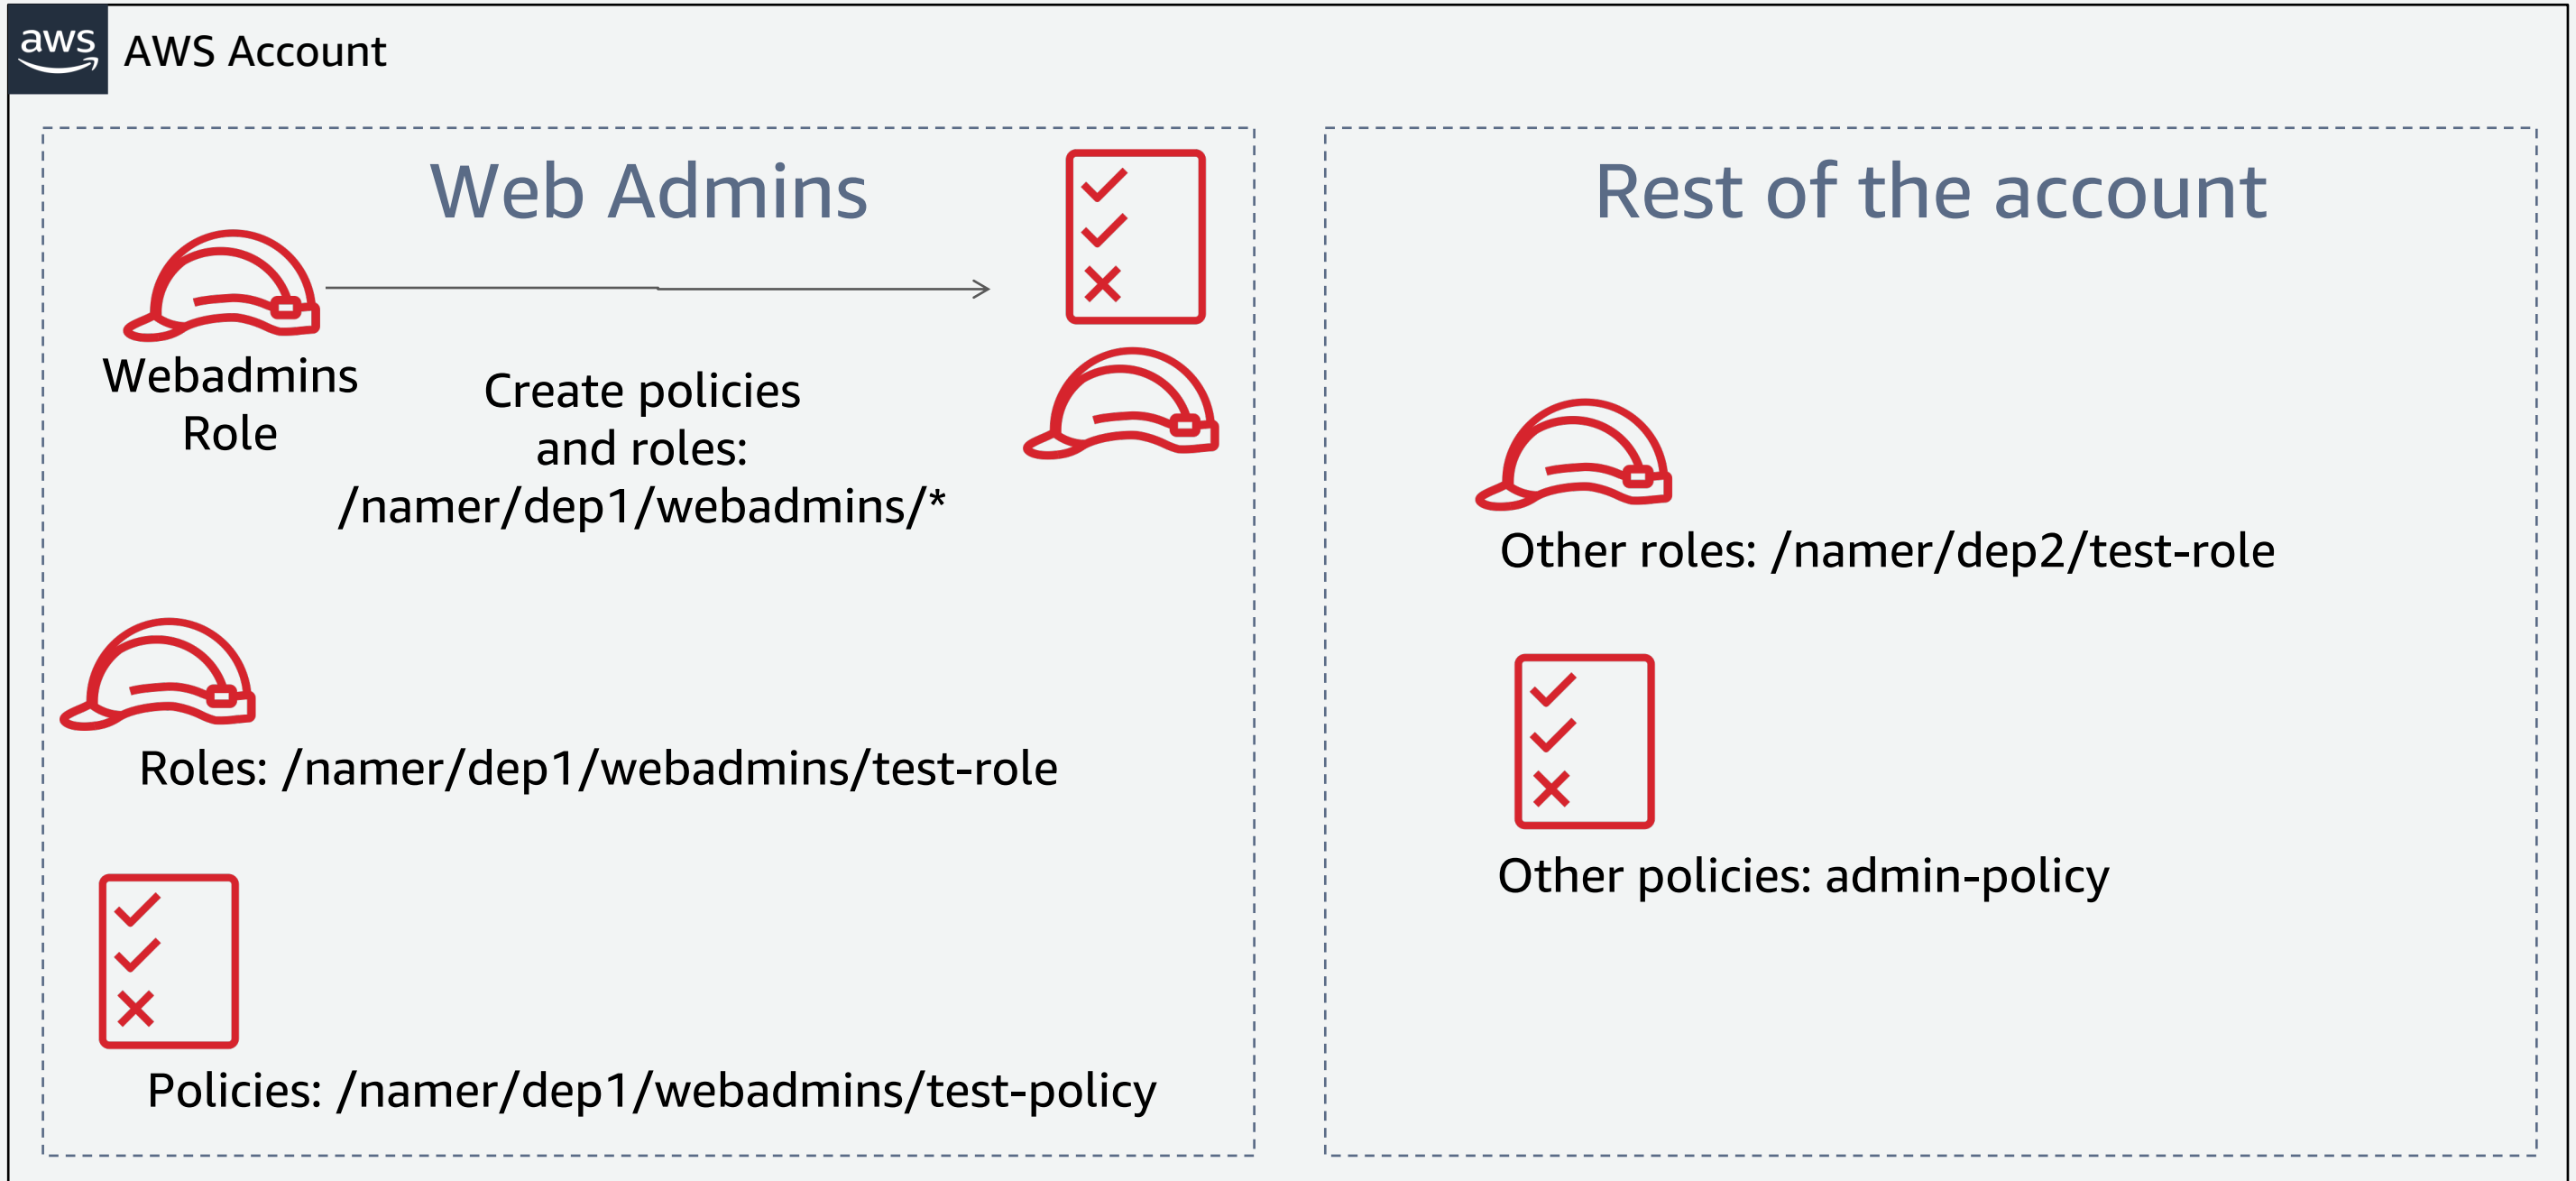 aws
AWS Account
Web Admins
Webadmins
Role
Create policies
and roles:
/namer/dep1/webadmins/*
Roles: /namer/dep1/webadmins/test-role
Policies: /namer/dep1/webadmins/test-policy
Rest of the account
Other roles: /namer/dep2/test-role
Other policies: admin-policy